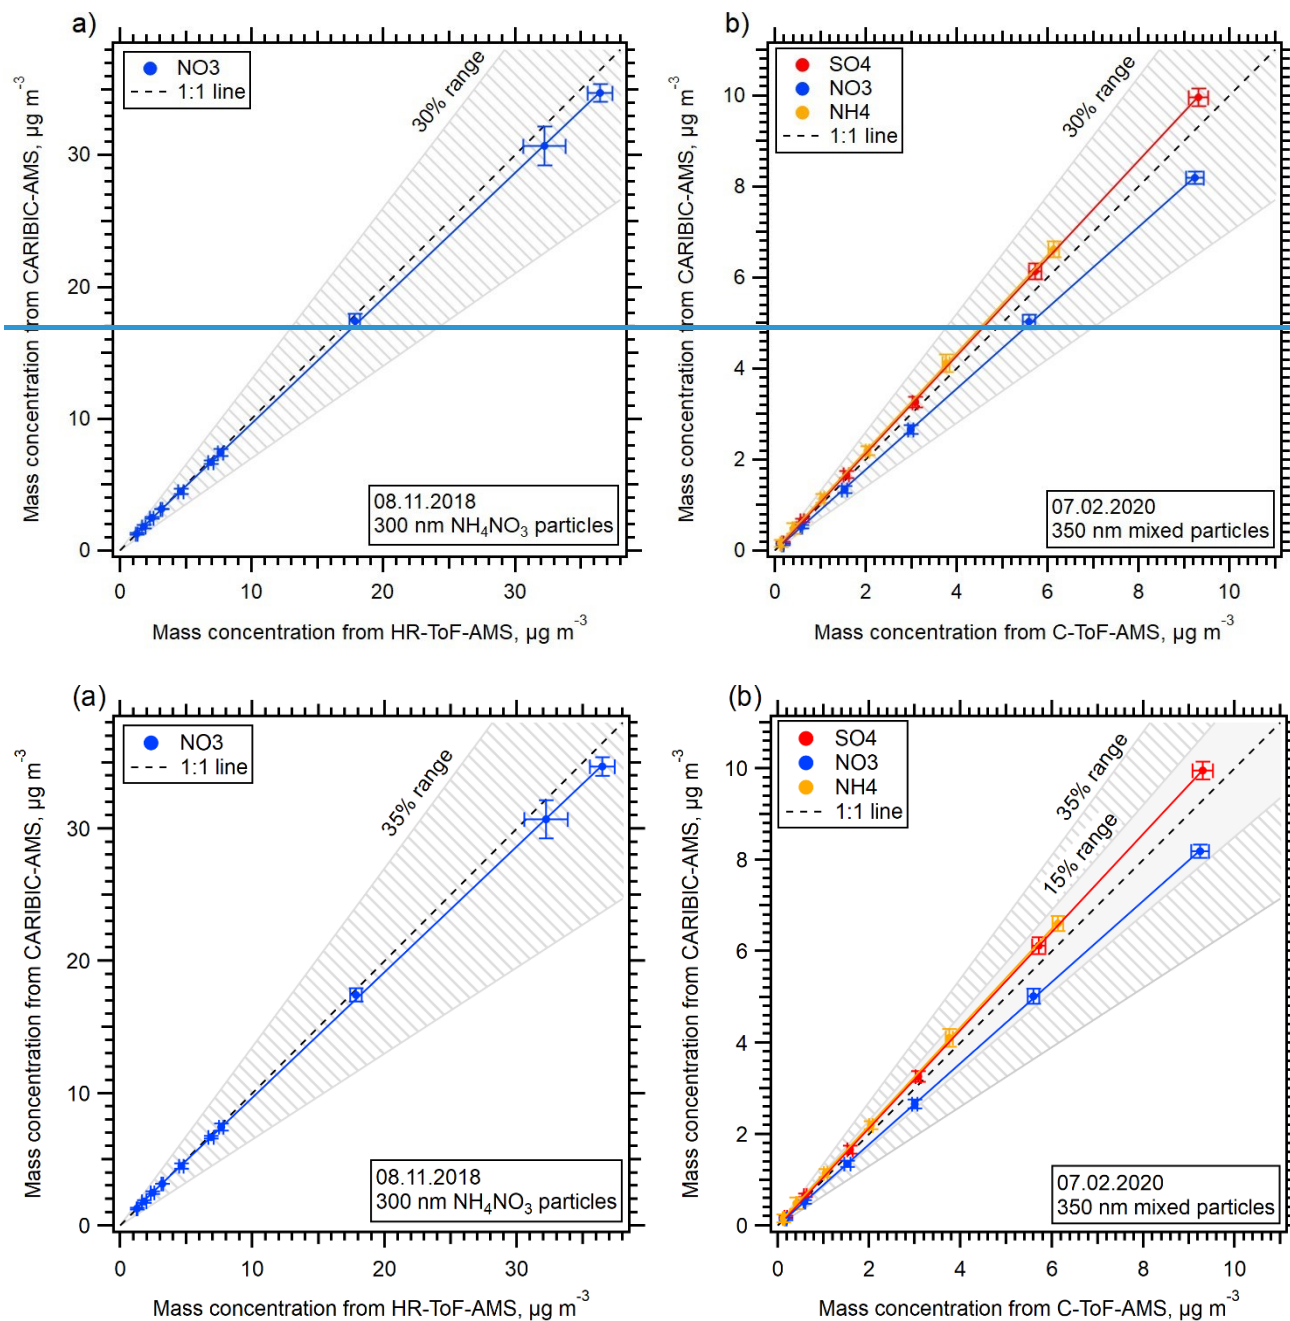 a)
NO3
1:1 line
30% range
Mass concentration from CARIBIC-AMS, µg m⁻³
30
20
10
0
08.11.2018
300 nm NH₄NO₃ particles
0 10 20 30
Mass concentration from HR-ToF-AMS, µg m⁻³
b)
SO4
NO3
NH4
1:1 line
30% range
Mass concentration from CARIBIC-AMS, µg m⁻³
10
8
6
4
2
0
07.02.2020
350 nm mixed particles
0 2 4 6 8 10
Mass concentration from C-ToF-AMS, µg m⁻³
(a)
NO3
1:1 line
35% range
Mass concentration from CARIBIC-AMS, µg m⁻³
30
20
10
0
08.11.2018
300 nm NH₄NO₃ particles
0 10 20 30
Mass concentration from HR-ToF-AMS, µg m⁻³
(b)
SO4
NO3
NH4
1:1 line
35% range
15% range
Mass concentration from CARIBIC-AMS, µg m⁻³
10
8
6
4
2
0
07.02.2020
350 nm mixed particles
0 2 4 6 8 10
Mass concentration from C-ToF-AMS, µg m⁻³